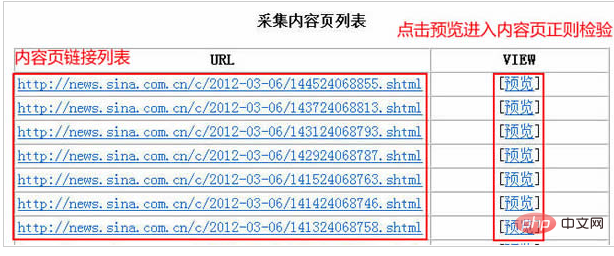 采集内容页列表
点击预览进入内容页正则检验
内容页链接列表
URL VIEW
http://news.sina.com.cn/c/2012-03-06/144524068855.shtml [预览]
http://news.sina.com.cn/c/2012-03-06/143724068813.shtml [预览]
http://news.sina.com.cn/c/2012-03-06/143124068793.shtml [预览]
http://news.sina.com.cn/c/2012-03-06/142924068787.shtml [预览]
http://news.sina.com.cn/c/2012-03-06/141524068763.shtml [预览]
http://news.sina.com.cn/c/2012-03-06/141424068746.shtml [预览]
http://news.sina.com.cn/c/2012-03-06/141324068758.shtml [预览]
php 中文网